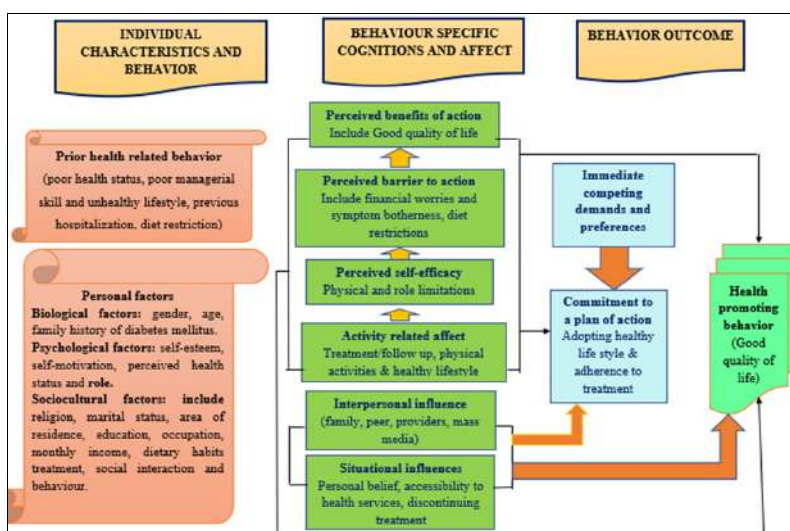 INDIVIDUAL
CHARACTERISTICS AND
BEHAVIOR
BEHAVIOUR SPECIFIC
COGNITIONS AND AFFECT
BEHAVIOR OUTCOME
Prior health related behavior
(poor health status, poor managerial
skill and unhealthy lifestyle, previous
hospitalization, diet restriction)
Personal factors
Biological factors: gender, age,
family history of diabetes mellitus.
Psychological factors: self-esteem,
self-motivation, perceived health
status and role.
Sociocultural factors: include
religion, marital status, area of
residence, education, occupation,
monthly income, dietary habits
treatment, social interaction and
behaviour.
Perceived benefits of action
Include Good quality of life
Perceived barrier to action
Include financial worries and
symptom botherness, diet
restrictions
Perceived self-efficacy
Physical and role limitations
Activity related affect
Treatment/follow up, physical
activities & healthy lifestyle
Interpersonal influence
(family, peer, providers, mass
media)
Situational influences
Personal belief, accessibility to
health services, discontinuing
treatment
Immediate
competing
demands and
preferences
Commitment to
a plan of action
Adopting healthy
life style &
adherence to
treatment
Health
promoting
behavior
(Good
quality of
life)